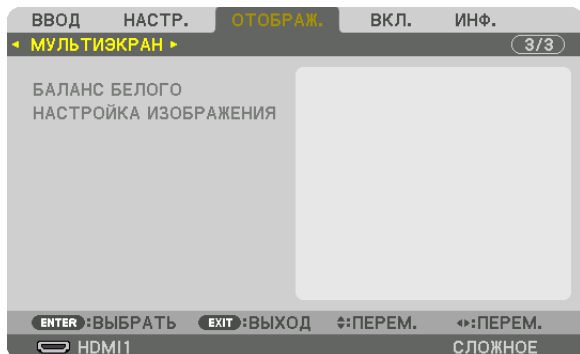 ВВОД НАСТР. ОТОБРАЖ. ВКЛ. ИНФ.
МУЛЬТИЭКРАН 3/3
БАЛАНС БЕЛОГО
НАСТРОЙКА ИЗОБРАЖЕНИЯ
ENTER :ВЫБРАТЬ EXIT :ВЫХОД :ПЕРЕМ. :ПЕРЕМ.
HDMI1 СЛОЖНОЕ